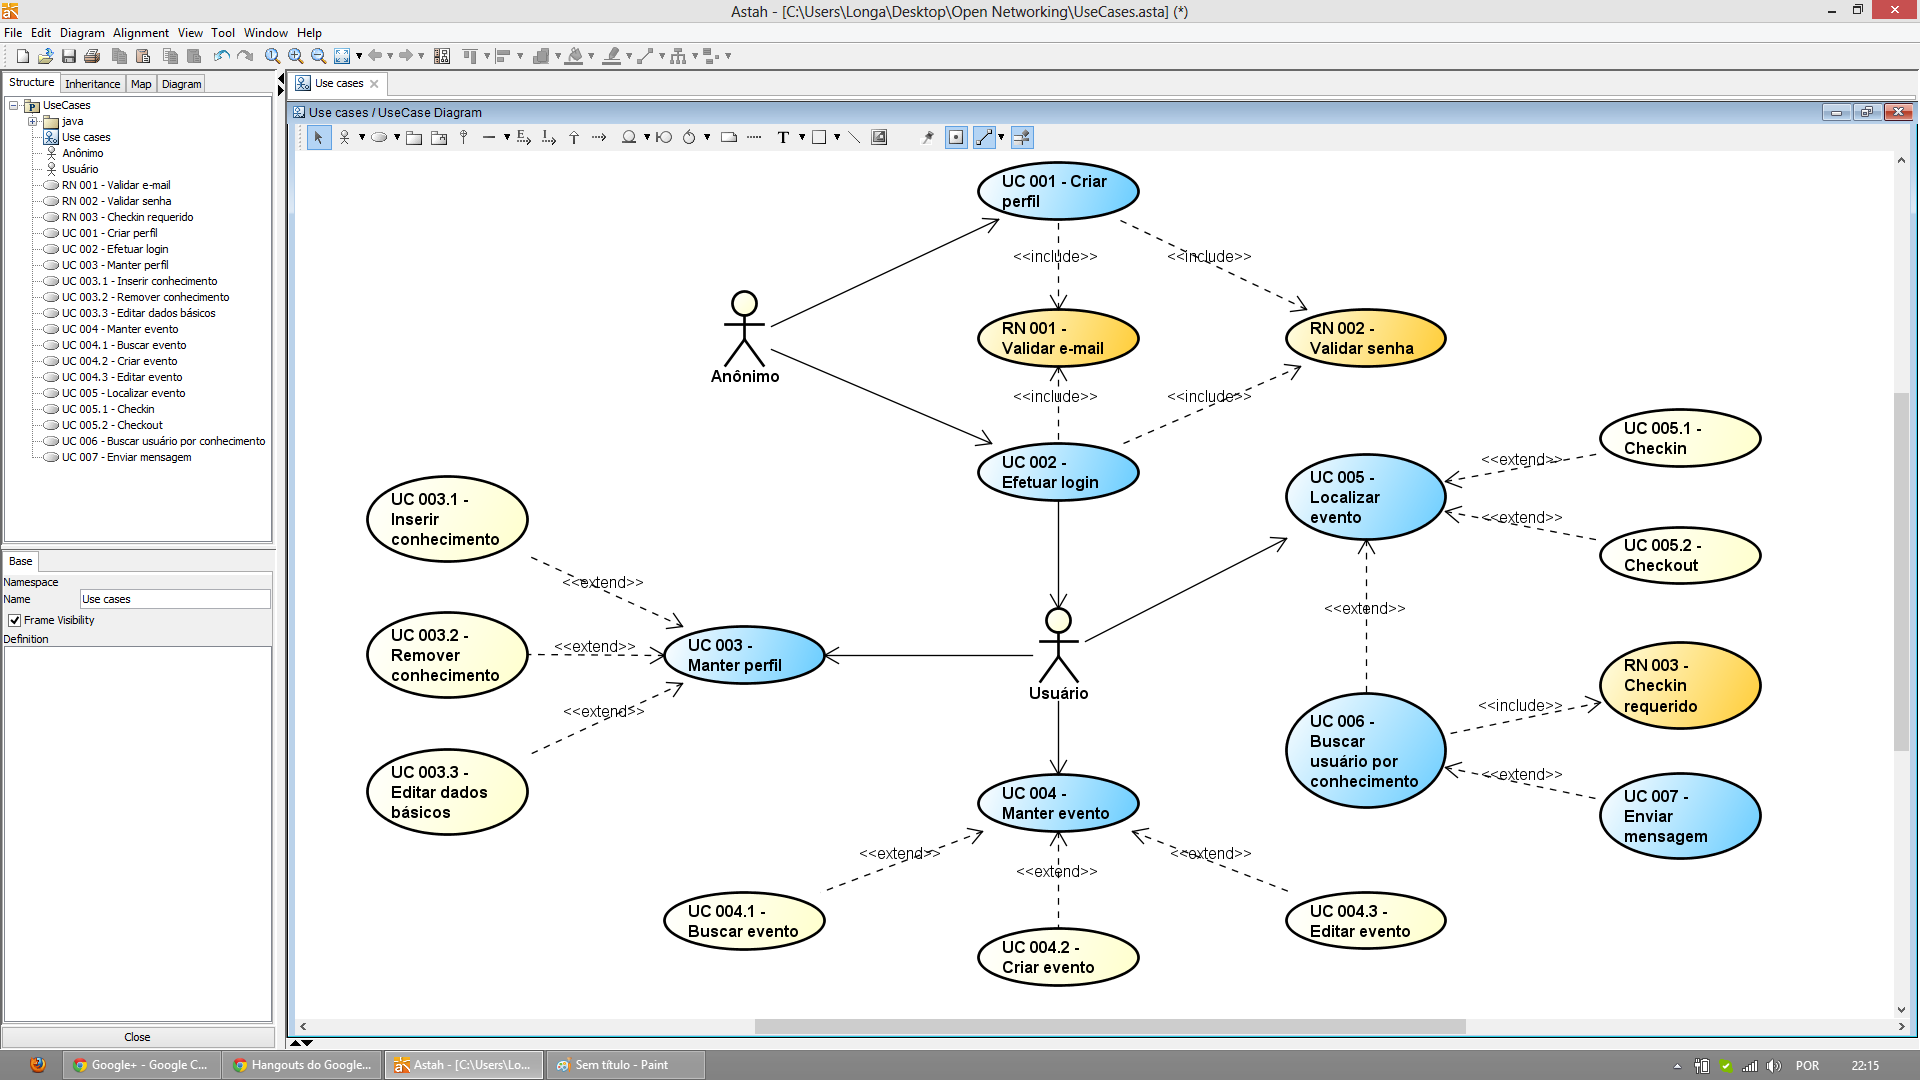 Astah - [C:\Users\Longa\Desktop\Open Networking\UseCases.asta] (*)
File Edit Diagram Alignment View Tool Window Help
Structure Inheritance Map Diagram
UseCases
java
Use cases
Anônimo
Usuário
RN 001 - Validar e-mail
RN 002 - Validar senha
RN 003 - Checkin requerido
UC 001 - Criar perfil
UC 002 - Efetuar login
UC 003 - Manter perfil
UC 003.1 - Inserir conhecimento
UC 003.2 - Remover conhecimento
UC 003.3 - Editar dados básicos
UC 004 - Manter evento
UC 004.1 - Buscar evento
UC 004.2 - Criar evento
UC 004.3 - Editar evento
UC 005 - Localizar evento
UC 005.1 - Checkin
UC 005.2 - Checkout
UC 006 - Buscar usuário por conhecimento
UC 007 - Enviar mensagem
Base
Namespace
Name Use cases
Frame Visibility
Definition
Close
Use cases
Use cases / UseCase Diagram
UC 001 - Criar
perfil
<<include>>
<<include>>
Anônimo
RN 001 -
Validar e-mail
RN 002 -
Validar senha
<<include>>
<<include>>
UC 002 -
Efetuar login
UC 005 -
Localizar
evento
<<extend>>
UC 005.1 -
Checkin
<<extend>>
UC 005.2 -
Checkout
UC 003.1 -
Inserir
conhecimento
<<extend>>
UC 003.2 -
Remover
conhecimento
<<extend>>
UC 003 -
Manter perfil
<<extend>>
UC 003.3 -
Editar dados
básicos
Usuário
<<extend>>
UC 006 -
Buscar
usuário por
conhecimento
<<include>>
RN 003 -
Checkin
requerido
<<extend>>
UC 007 -
Enviar
mensagem
UC 004 -
Manter evento
<<extend>>
<<extend>>
<<extend>>
UC 004.1 -
Buscar evento
UC 004.2 -
Criar evento
UC 004.3 -
Editar evento
Google+ - Google C...
Hangouts do Google...
Astah - [C:\Users\Lo...
Sem título - Paint
POR
22:15